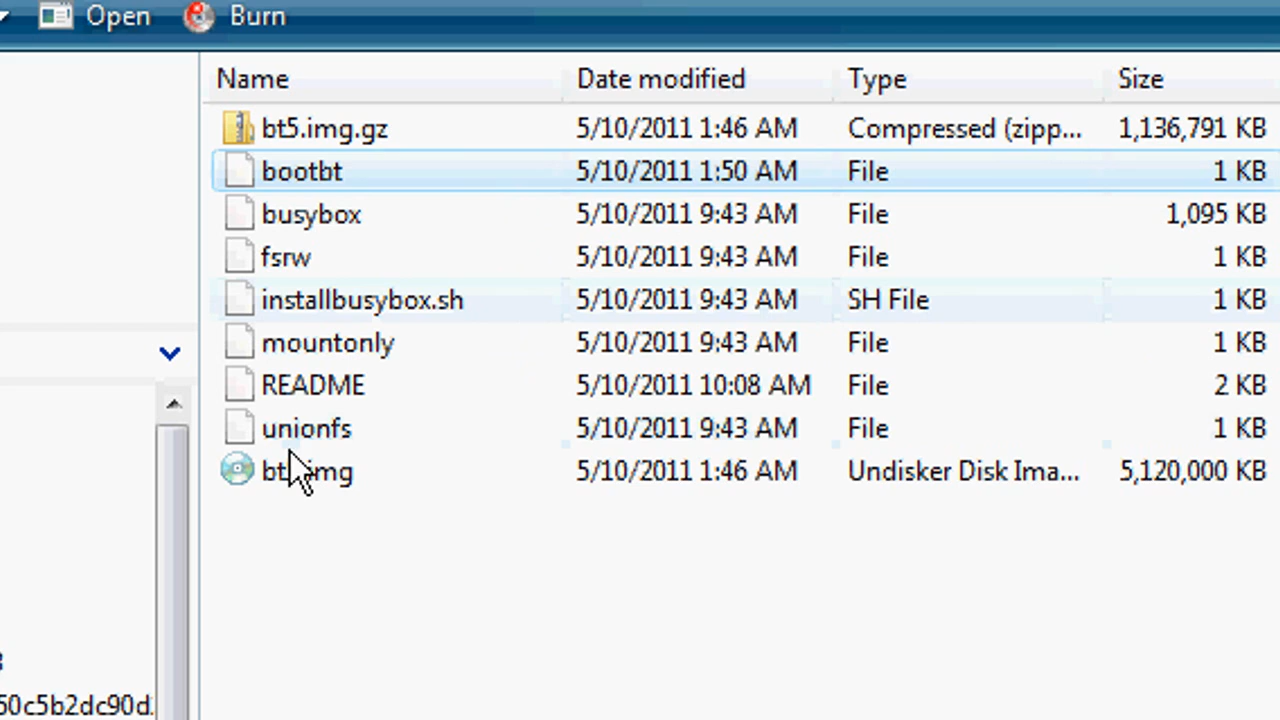 Open Burn
Name Date modified Type Size
bt5.img.gz 5/10/2011 1:46 AM Compressed (zipp... 1,136,791 KB
bootbt 5/10/2011 1:50 AM File 1 KB
busybox 5/10/2011 9:43 AM File 1,095 KB
fsrw 5/10/2011 9:43 AM File 1 KB
installbusybox.sh 5/10/2011 9:43 AM SH File 1 KB
mountonly 5/10/2011 9:43 AM File 1 KB
README 5/10/2011 10:08 AM File 2 KB
unionfs 5/10/2011 9:43 AM File 1 KB
5/10/2011 1:46 AM Undisker Disk Ima... 5,120,000 KB
50c5b2dc90d.